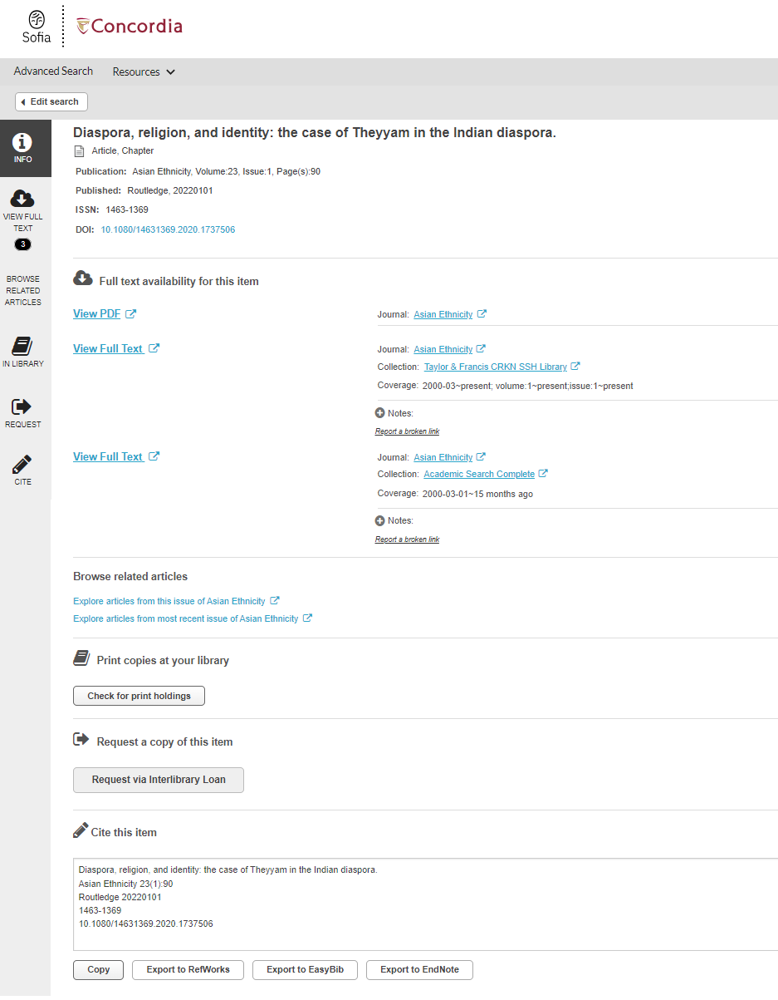 Sofia
Concordia
Advanced Search Resources
Edit search
INFO
VIEW FULL
TEXT
3
BROWSE
RELATED
ARTICLES
IN LIBRARY
REQUEST
CITE
Diaspora, religion, and identity: the case of Theyyam in the Indian diaspora.
Article, Chapter
Publication: Asian Ethnicity, Volume:23, Issue:1, Page(s):90
Published: Routledge, 20220101
ISSN: 1463-1369
DOI: 10.1080/14631369.2020.1737506
Full text availability for this item
View PDF
Journal: Asian Ethnicity
View Full Text
Journal: Asian Ethnicity
Collection: Taylor & Francis CRKN SSH Library
Coverage: 2000-03~present; volume:1~present;issue:1~present
Notes:
Report a broken link
View Full Text
Journal: Asian Ethnicity
Collection: Academic Search Complete
Coverage: 2000-03-01~15 months ago
Notes:
Report a broken link
Browse related articles
Explore articles from this issue of Asian Ethnicity
Explore articles from most recent issue of Asian Ethnicity
Print copies at your library
Check for print holdings
Request a copy of this item
Request via Interlibrary Loan
Cite this item
Diaspora, religion, and identity: the case of Theyyam in the Indian diaspora.
Asian Ethnicity 23(1):90
Routledge 20220101
1463-1369
10.1080/14631369.2020.1737506
Copy Export to RefWorks Export to EasyBib Export to EndNote